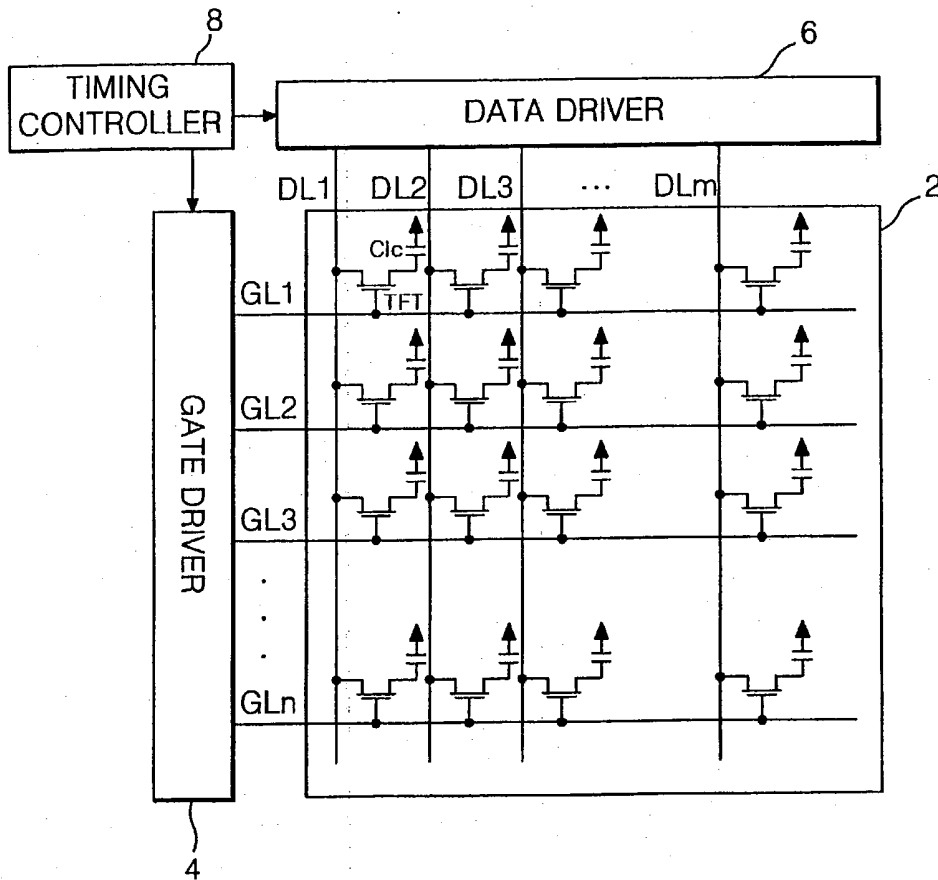 8
TIMING
CONTROLLER
6
DATA DRIVER
DL1 DL2 DL3 ... DLm
2
Clc
TFT
GL1
GL2
GL3
GLn
GATE DRIVER
4